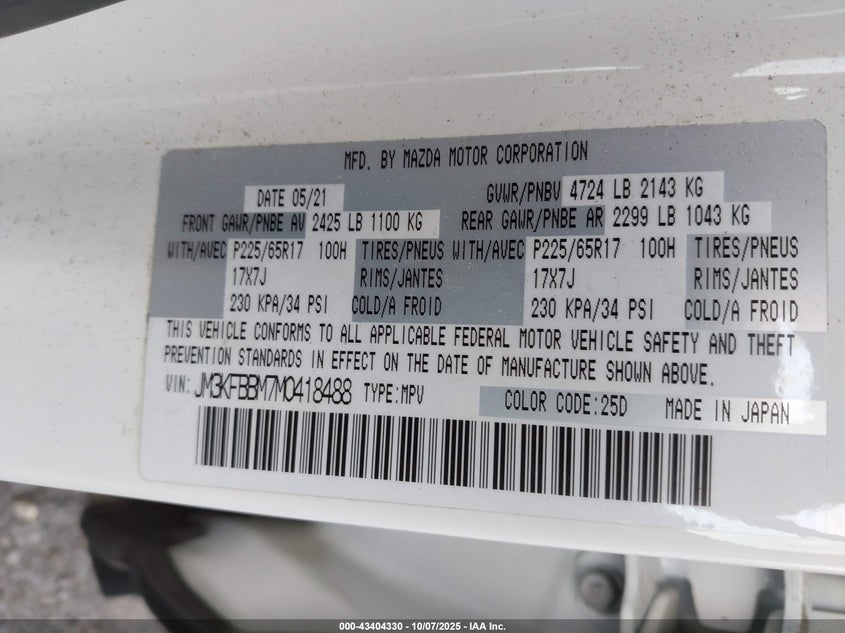 MFD. BY MAZDA MOTOR CORPORATION
DATE 05/21 GVWR/PNBV 4724 LB 2143 KG
FRONT GAWR/PNBE AV 2425 LB 1100 KG REAR GAWR/PNBE AR 2299 LB 1043 KG
WITH/AVEC P225/65R17 100H TIRES/PNEUS WITH/AVEC P225/65R17 100H TIRES/PNEUS
17X7J RIMS/JANTES 17X7J RIMS/JANTES
230 KPA/34 PSI COLD/A FROID 230 KPA/34 PSI COLD/A FROID
THIS VEHICLE CONFORMS TO ALL APPLICABLE FEDERAL MOTOR VEHICLE SAFETY AND THEFT
PREVENTION STANDARDS IN EFFECT ON THE DATE OF MANUFACTURE SHOWN ABOVE.
VIN: JM3KFBBM7M0418488 TYPE:MPV COLOR CODE:25D MADE IN JAPAN
000-43404330 - 10/07/2025 - IAA Inc.